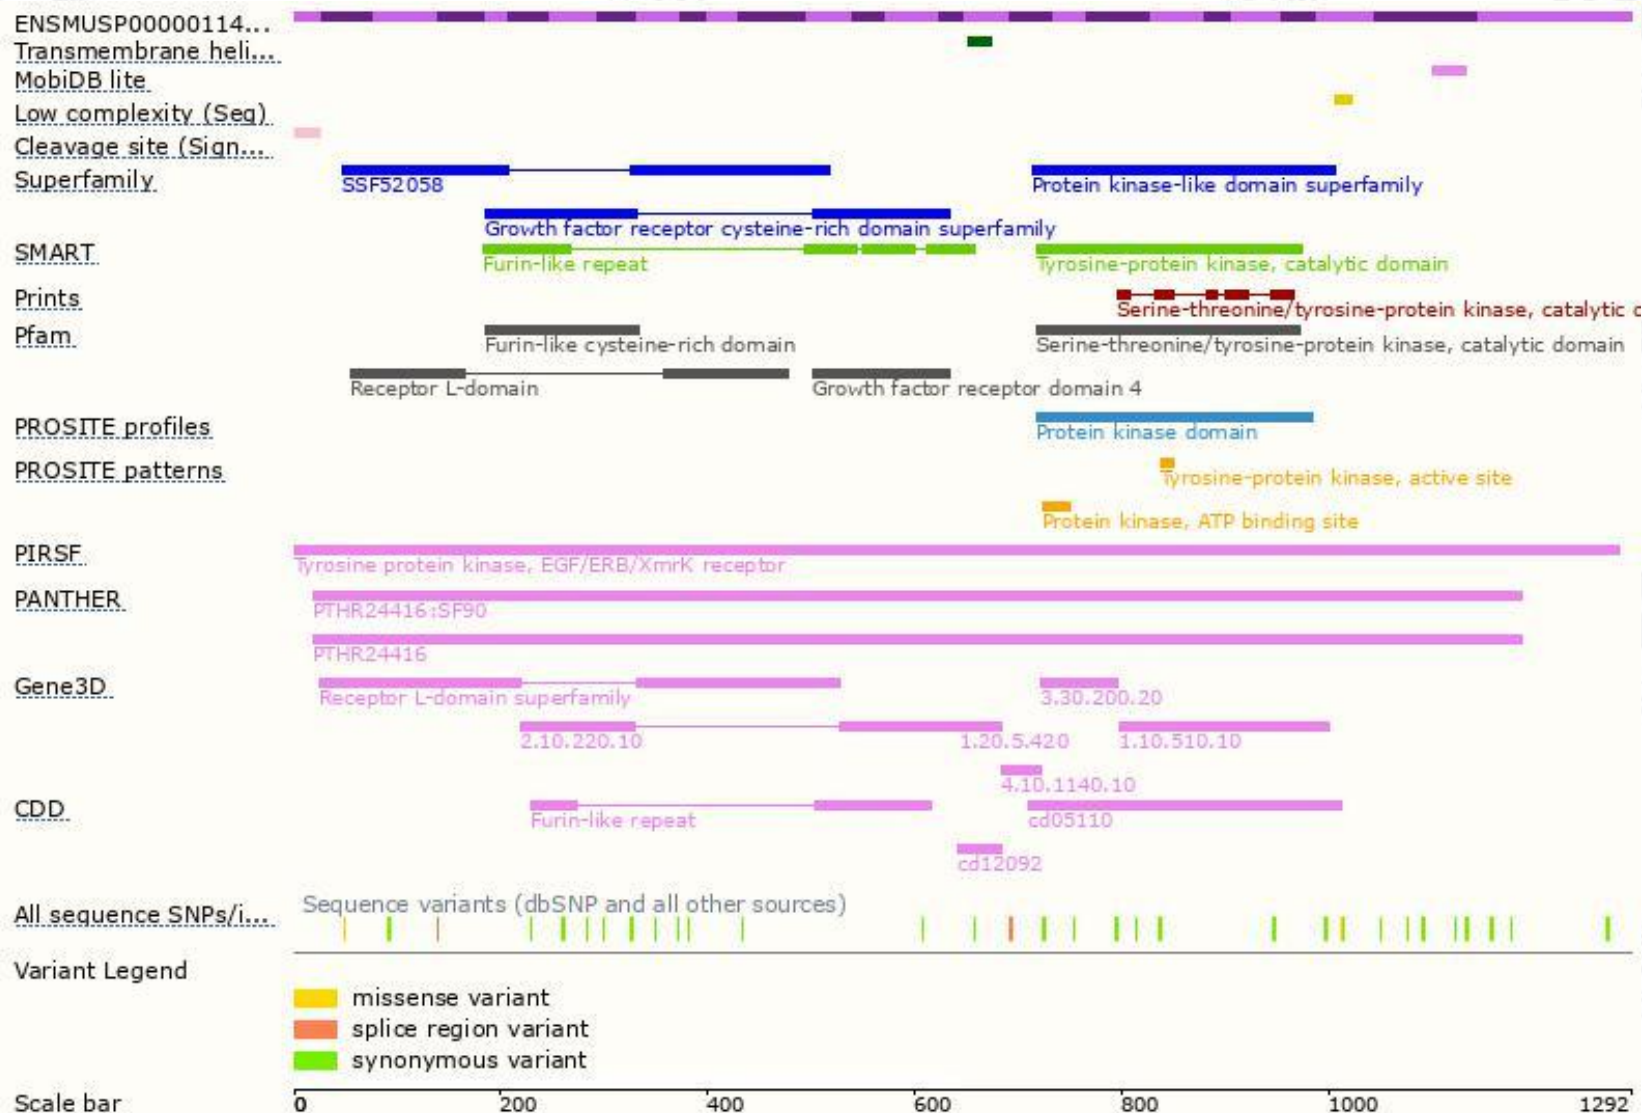 ENSMUSP00000114...
Transmembrane heli...
MobiDB lite
Low complexity (Seg)
Cleavage site (Sign...
Superfamily
SSF52058
Protein kinase-like domain superfamily
Growth factor receptor cysteine-rich domain superfamily
SMART
Furin-like repeat
Tyrosine-protein kinase, catalytic domain
Prints
Serine-threonine/tyrosine-protein kinase, catalytic
Pfam
Furin-like cysteine-rich domain
Serine-threonine/tyrosine-protein kinase, catalytic domain
Receptor L-domain
Growth factor receptor domain 4
PROSITE profiles
Protein kinase domain
PROSITE patterns
Tyrosine-protein kinase, active site
Protein kinase, ATP binding site
PIRSF
Tyrosine protein kinase, EGF/ERB/XmrK receptor
PANTHER
PTHR24416:SF90
PTHR24416
Gene3D
Receptor L-domain superfamily
3.30.200.20
2.10.220.10
1.20.5.420
1.10.510.10
4.10.1140.10
CDD
Furin-like repeat
cd05110
cd12092
All sequence SNPs/i...
Sequence variants (dbSNP and all other sources)
Variant Legend
missense variant
splice region variant
synonymous variant
Scale bar
0 200 400 600 800 1000 1292